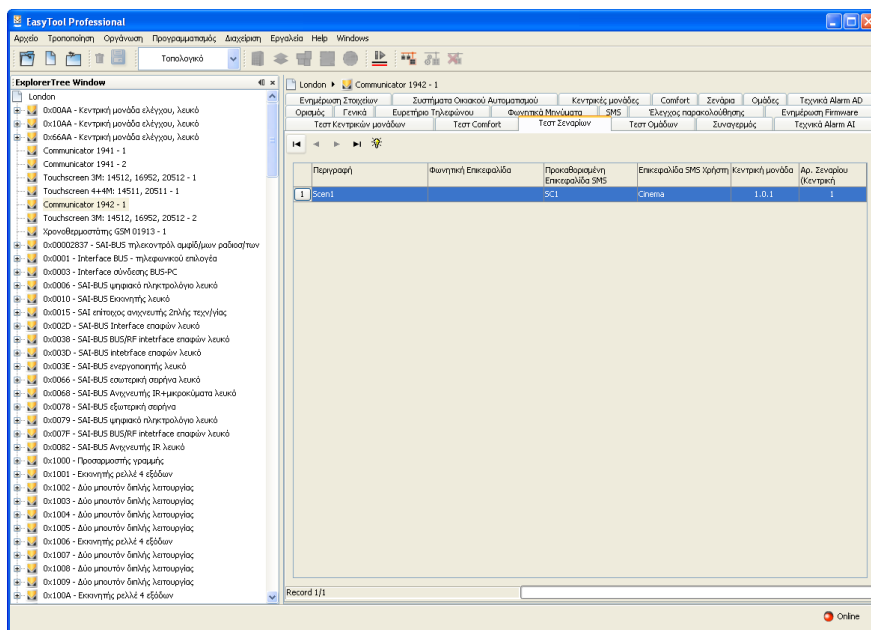 EasyTool Professional
Αρχείο Τροποποίηση Οργάνωση Προγραμματισμός Διαχείριση Εργαλεία Help Windows
Τοπολογικό
ExplorerTree Window
London
0x00AA - Κεντρική μονάδα ελέγχου, λευκό
0x10AA - Κεντρική μονάδα ελέγχου, λευκό
0x66AA - Κεντρική μονάδα ελέγχου, λευκό
Communicator 1941 - 1
Communicator 1941 - 2
Touchscreen 3M: 14512, 16952, 20512 - 1
Touchscreen 4+4M: 14511, 20511 - 1
Communicator 1942 - 1
Touchscreen 3M: 14512, 16952, 20512 - 2
Χρονοθερμοστάτης GSM 01913 - 1
0x00002837 - SAI-BUS τηλεκοντρόλ αμφίδ/μων ραδιοσ/των
0x0001 - Interface BUS - τηλεφωνικού επιλογέα
0x0003 - Interface σύνδεσης BUS-PC
0x0006 - SAI-BUS ψηφιακό πληκτρολόγιο λευκό
0x0010 - SAI-BUS Εκκινητής λευκό
0x0015 - SAI επίτοιχος ανιχνευτής 2πλής τεχν/γίας
0x002D - SAI-BUS Interface επαφών λευκό
0x0038 - SAI-BUS BUS/RF intetrface επαφών λευκό
0x003D - SAI-BUS intetrface επαφών λευκό
0x003E - SAI-BUS ενεργοποιητής λευκό
0x0066 - SAI-BUS εσωτερική σειρήνα λευκό
0x0068 - SAI-BUS Ανιχνευτής IR+μικροκύματα λευκό
0x0078 - SAI-BUS εξωτερική σειρήνα
0x0079 - SAI-BUS ψηφιακό πληκτρολόγιο λευκό
0x007F - SAI-BUS BUS/RF intetrface επαφών λευκό
0x0082 - SAI-BUS Ανιχνευτής IR λευκό
0x1000 - Προσαρμοστής γραμμής
0x1001 - Εκκινητής ρελλέ 4 εξόδων
0x1002 - Δύο μπουτόν διπλής λειτουργίας
0x1003 - Δύο μπουτόν διπλής λειτουργίας
0x1004 - Δύο μπουτόν διπλής λειτουργίας
0x1005 - Δύο μπουτόν διπλής λειτουργίας
0x1006 - Εκκινητής ρελλέ 4 εξόδων
0x1007 - Δύο μπουτόν διπλής λειτουργίας
0x1008 - Δύο μπουτόν διπλής λειτουργίας
0x1009 - Δύο μπουτόν διπλής λειτουργίας
0x100A - Εκκινητής ρελλέ 4 εξόδων
London Communicator 1942 - 1
Ενημέρωση Στοιχείων Συστήματα Οικιακού Αυτοματισμού Κεντρικές μονάδες Comfort Σενάρια Ομάδες Τεχνικά Alarm AD
Ορισμός Γενικά Ευρετήριο Τηλεφώνου Φωνητικά Μηνύματα SMS Έλεγχος παρακολούθησης Ενημέρωση Firmware
Τεστ Κεντρικών μονάδων Τεστ Comfort Τεστ Σεναρίων Τεστ Ομάδων Συναγερμός Τεχνικά Alarm AI
Περιγραφή Φωνητική Επικεφαλίδα Προκαθορισμένη Επικεφαλίδα SMS Χρήστη Κεντρική μονάδα Αρ. Σεναρίου
Επικεφαλίδα SMS (Κεντρική
1 Scen1 SC1 Cinema 1.0.1 1
Record 1/1
Online